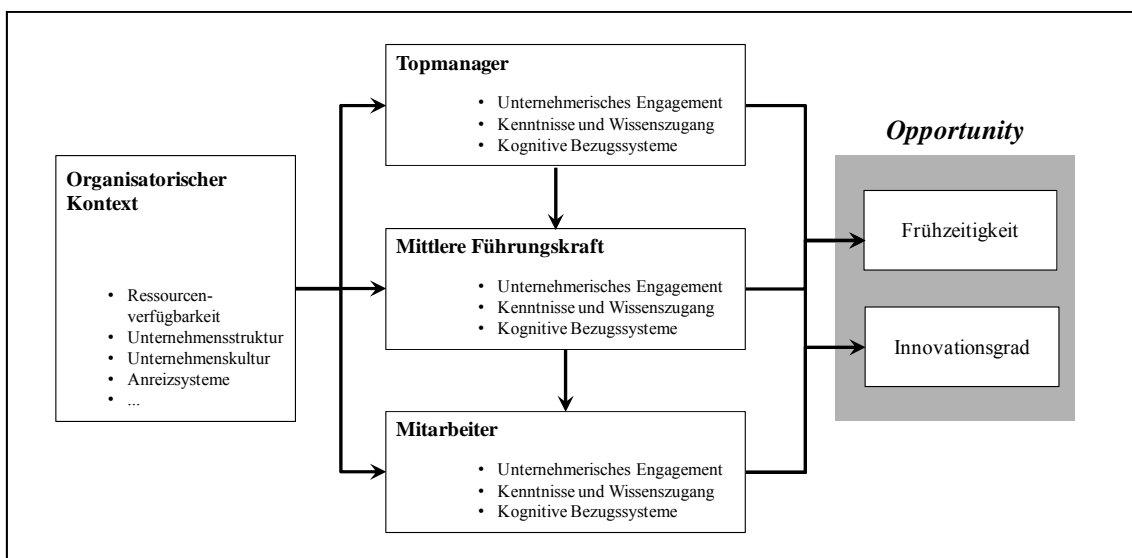 Organisatorischer
Kontext
• Ressourcen-
verfügbarkeit
• Unternehmensstruktur
• Unternehmenskultur
• Anreizsysteme
• ...
Topmanager
• Unternehmerisches Engagement
• Kenntnisse und Wissenszugang
• Kognitive Bezugssysteme
Mittlere Führungskraft
• Unternehmerisches Engagement
• Kenntnisse und Wissenszugang
• Kognitive Bezugssysteme
Mitarbeiter
• Unternehmerisches Engagement
• Kenntnisse und Wissenszugang
• Kognitive Bezugssysteme
Opportunity
Frühzeitigkeit
Innovationsgrad